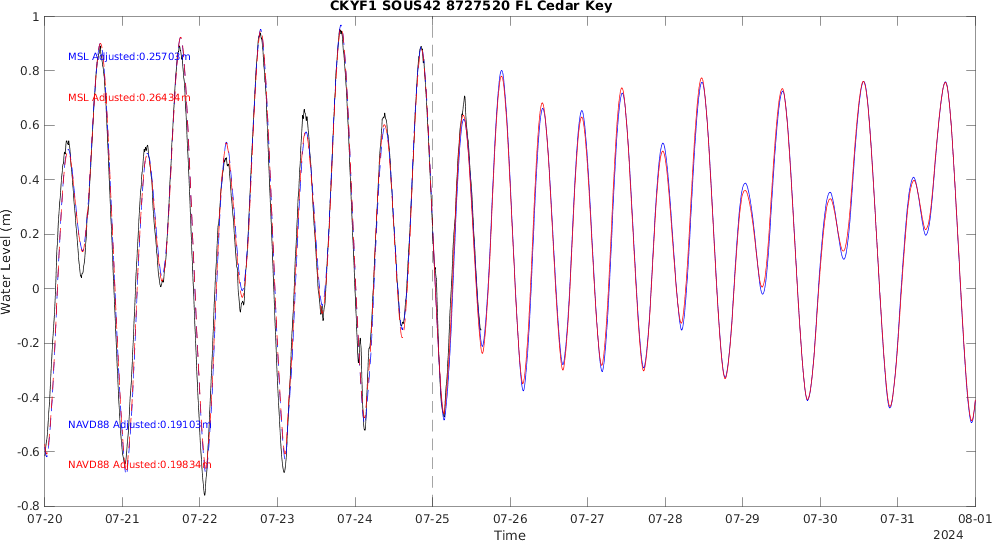 CKYF1 SOUS42 8727520 FL Cedar Key
1
0.8
0.6
0.4
0.2
0
-0.2
-0.4
-0.6
-0.8
Water Level (m)
MSL Adjusted:0.25703m
MSL Adjusted:0.26434m
NAVD88 Adjusted:0.19103m
NAVD88 Adjusted:0.19834m
07-20 07-21 07-22 07-23 07-24 07-25 07-26 07-27 07-28 07-29 07-30 07-31 08-01
Time
2024